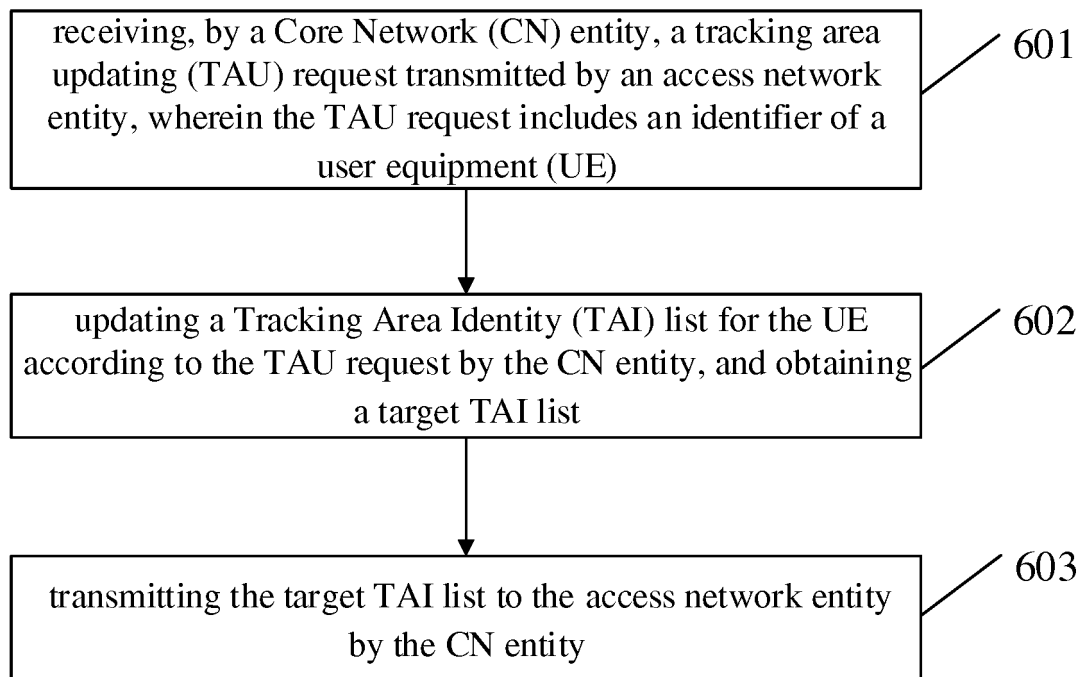 receiving, by a Core Network (CN) entity, a tracking area
updating (TAU) request transmitted by an access network
entity, wherein the TAU request includes an identifier of a
user equipment (UE)
601
updating a Tracking Area Identity (TAI) list for the UE
according to the TAU request by the CN entity, and obtaining
a target TAI list
602
transmitting the target TAI list to the access network entity
by the CN entity
603